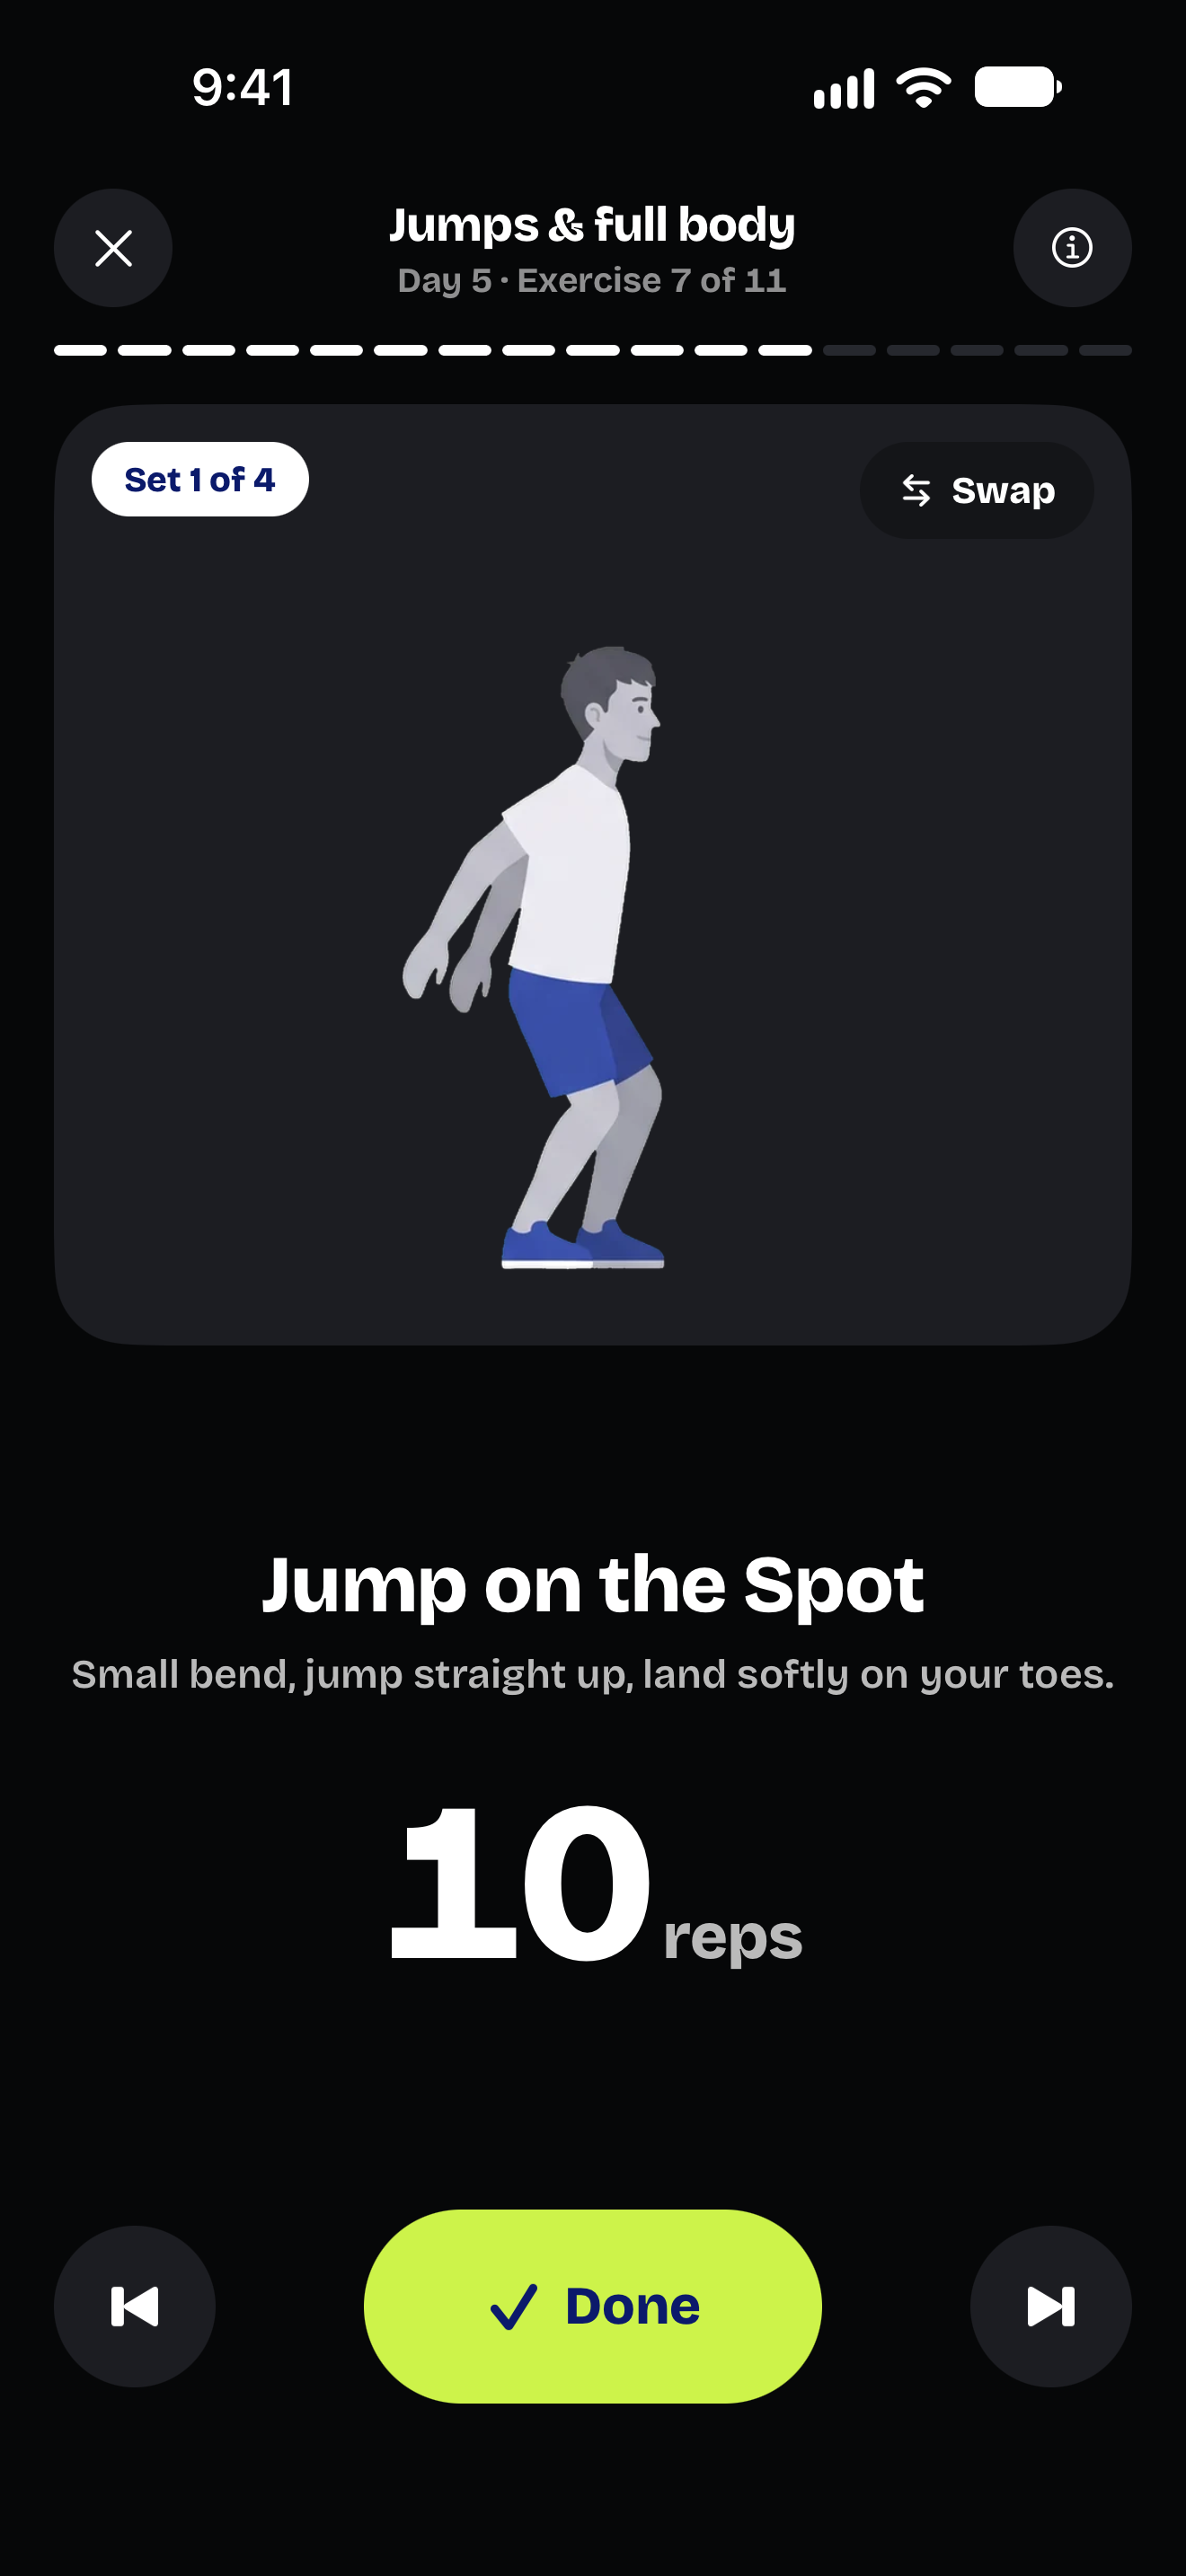 9:41
Jumps & full body
Day 5 · Exercise 7 of 11
Set 1 of 4
Swap
Jump on the Spot
Small bend, jump straight up, land softly on your toes.
10 reps
Done